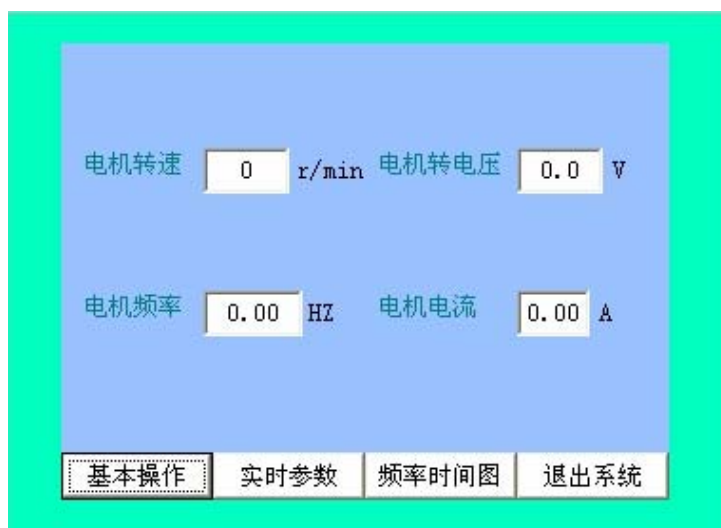 电机转速 0 r/min 电机转电压 0.0 V
电机频率 0.00 HZ 电机电流 0.00 A
基本操作 实时参数 频率时间图 退出系统